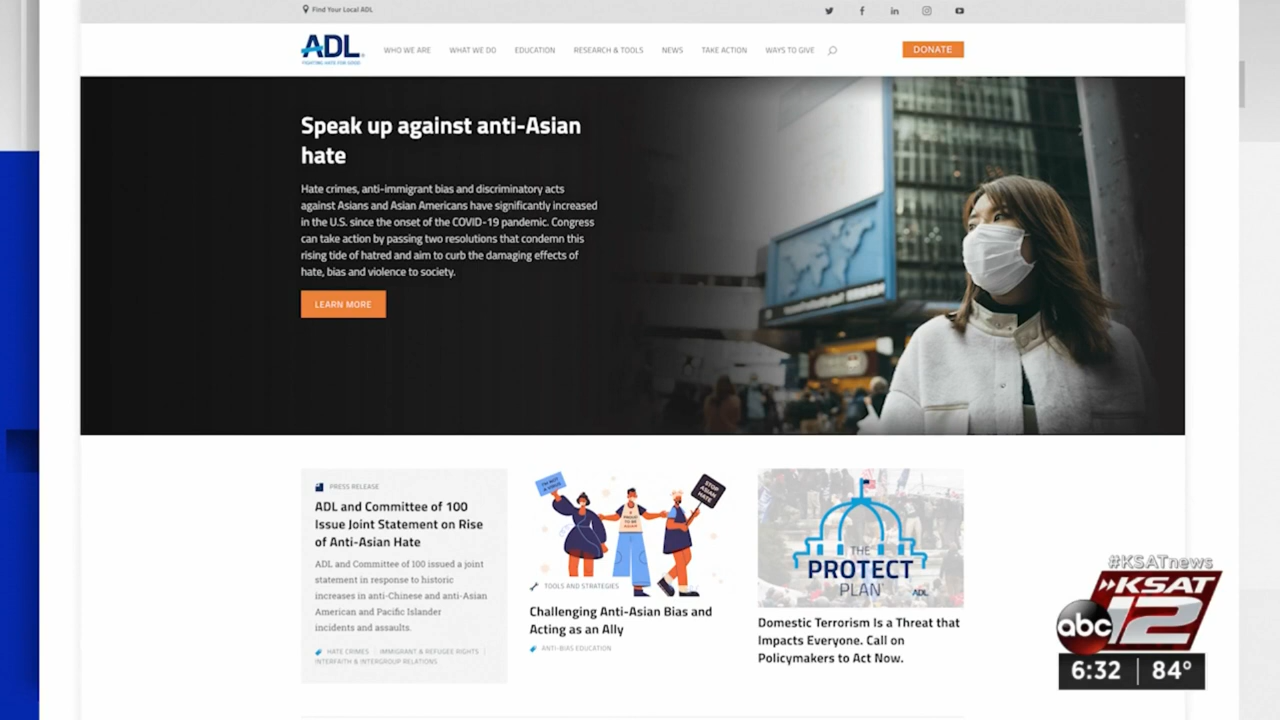 Find Your Local ADL
ADL
FIGHTING HATE FOR GOOD
WHO WE ARE WHAT WE DO EDUCATION RESEARCH & TOOLS NEWS TAKE ACTION WAYS TO GIVE
DONATE
Speak up against anti-Asian
hate
Hate crimes, anti-immigrant bias and discriminatory acts
against Asians and Asian Americans have significantly increased
in the U.S. since the onset of the COVID-19 pandemic. Congress
can take action by passing two resolutions that condemn this
rising tide of hatred and aim to curb the damaging effects of
hate, bias and violence to society.
LEARN MORE
PRESS RELEASE
ADL and Committee of 100
Issue Joint Statement on Rise
of Anti-Asian Hate
ADL and Committee of 100 issued a joint
statement in response to historic
increases in anti-Chinese and anti-Asian
American and Pacific Islander
incidents and assaults.
HATE CRIMES | IMMIGRANT & REFUGEE RIGHTS |
INTERFAITH & INTERGROUP RELATIONS
I'M NOT
A VIRUS
STOP
ASIAN
HATE
TOOLS AND STRATEGIES
Challenging Anti-Asian Bias and
Acting as an Ally
ANTI-BIAS EDUCATION
THE
PROTECT
PLAN
ADL
Domestic Terrorism Is a Threat that
Impacts Everyone. Call on
Policymakers to Act Now.
#KSATnews
KSAT
abc 12
6:32 | 84°